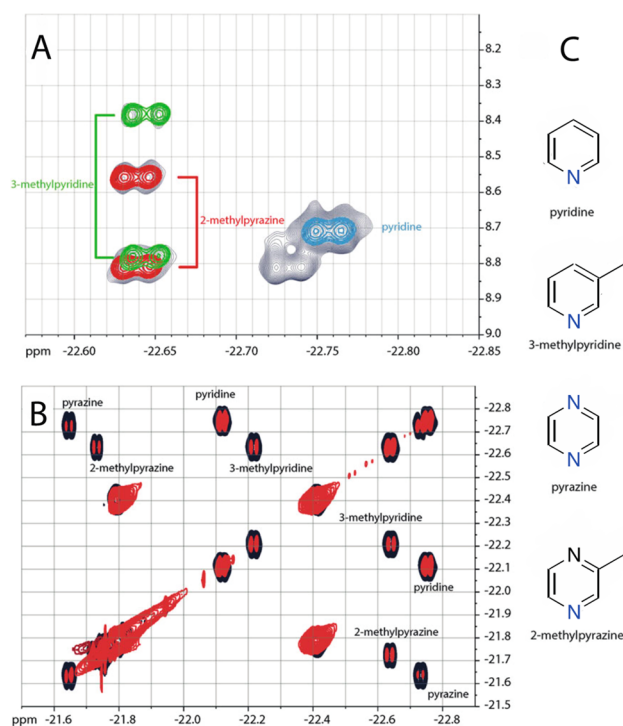 A
C
8.2
8.3
8.4
8.5
3-methylpyridine
8.6
2-methylpyrazine
pyridine
8.7
8.8
8.9
9.0
ppm -22.60 -22.65 -22.70 -22.75 -22.80 -22.85
N
pyridine
N
3-methylpyridine
N
N
pyrazine
N
N
2-methylpyrazine
B
pyrazine
pyridine
2-methylpyrazine
3-methylpyridine
3-methylpyridine
pyridine
2-methylpyrazine
pyrazine
-22.8
-22.7
-22.6
-22.5
-22.4
-22.3
-22.2
-22.1
-22.0
-21.9
-21.8
-21.7
-21.6
-21.5
ppm -21.6 -21.8 -22.0 -22.2 -22.4 -22.6 -22.8